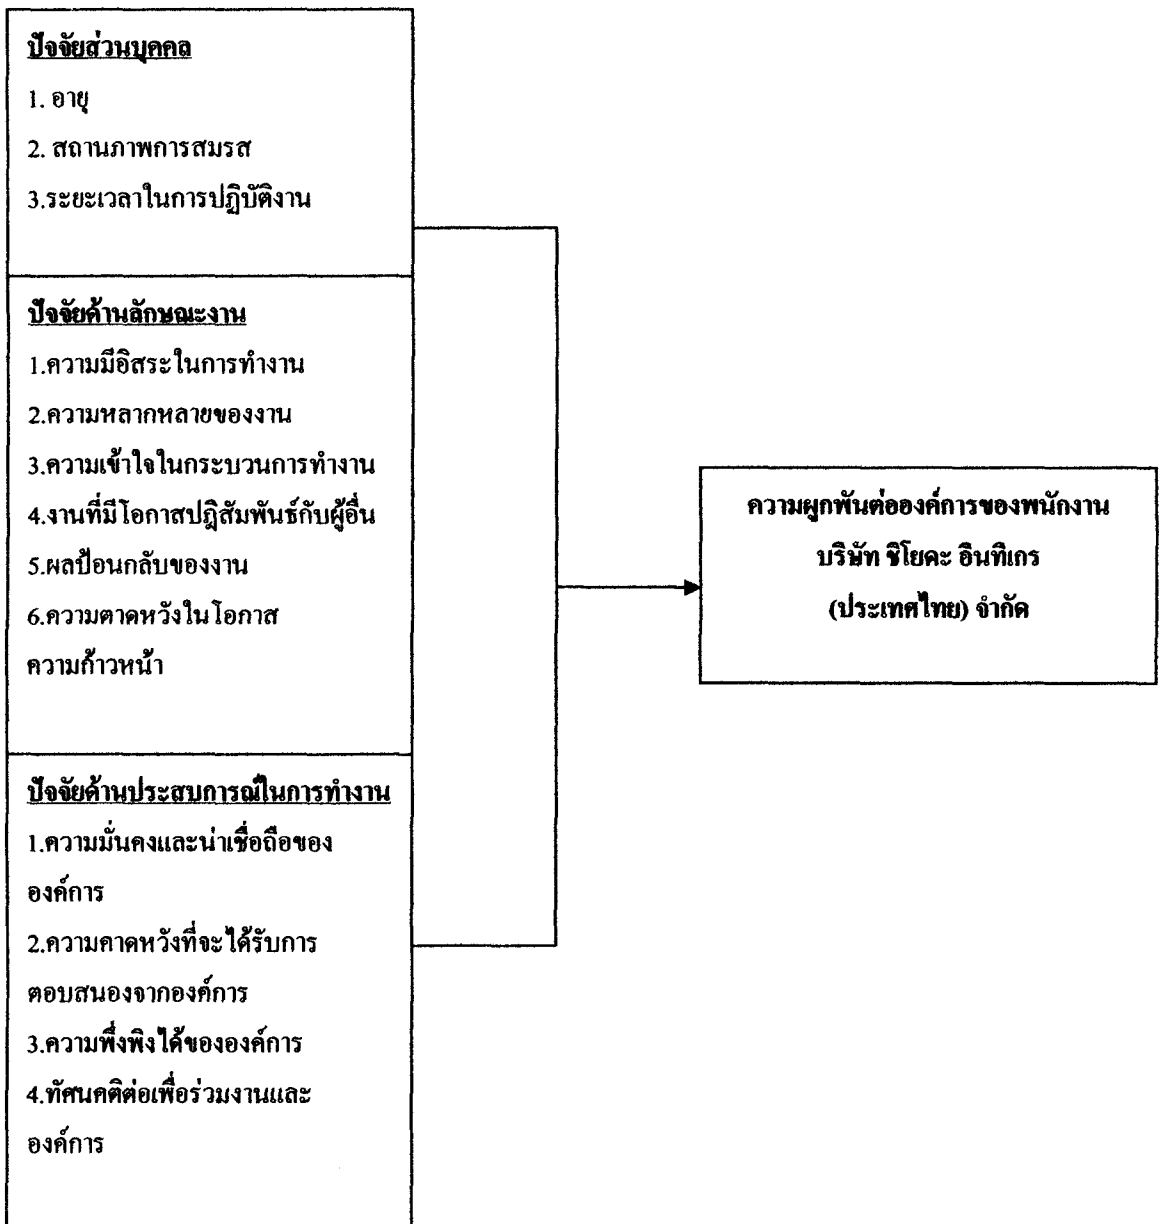 ปัจจัยส่วนบุคคล
1. อายุ
2. สถานภาพการสมรส
3.ระยะเวลาในการปฏิบัติงาน
ปัจจัยด้านลักษณะงาน
1.ความมีอิสระในการทำงาน
2.ความหลากหลายของงาน
3.ความเข้าใจในกระบวนการทำงาน
4.งานที่มีโอกาสปฎิสัมพันธ์กับผู้อื่น
5.ผลป้อนกลับของงาน
6.ความคาดหวังในโอกาส
ความก้าวหน้า
ปัจจัยด้านประสบการณ์ในการทำงาน
1.ความมั่นคงและน่าเชื่อถือของ
องค์การ
2.ความคาดหวังที่จะได้รับการ
ตอบสนองจากองค์การ
3.ความพึ่งพิงได้ขององค์การ
4.ทัศนคติต่อเพื่อร่วมงานและ
องค์การ
ความผูกพันต่อองค์การของพนักงาน
บริษัท ชิโยดะ อินทิเกร
(ประเทศไทย) จำกัด